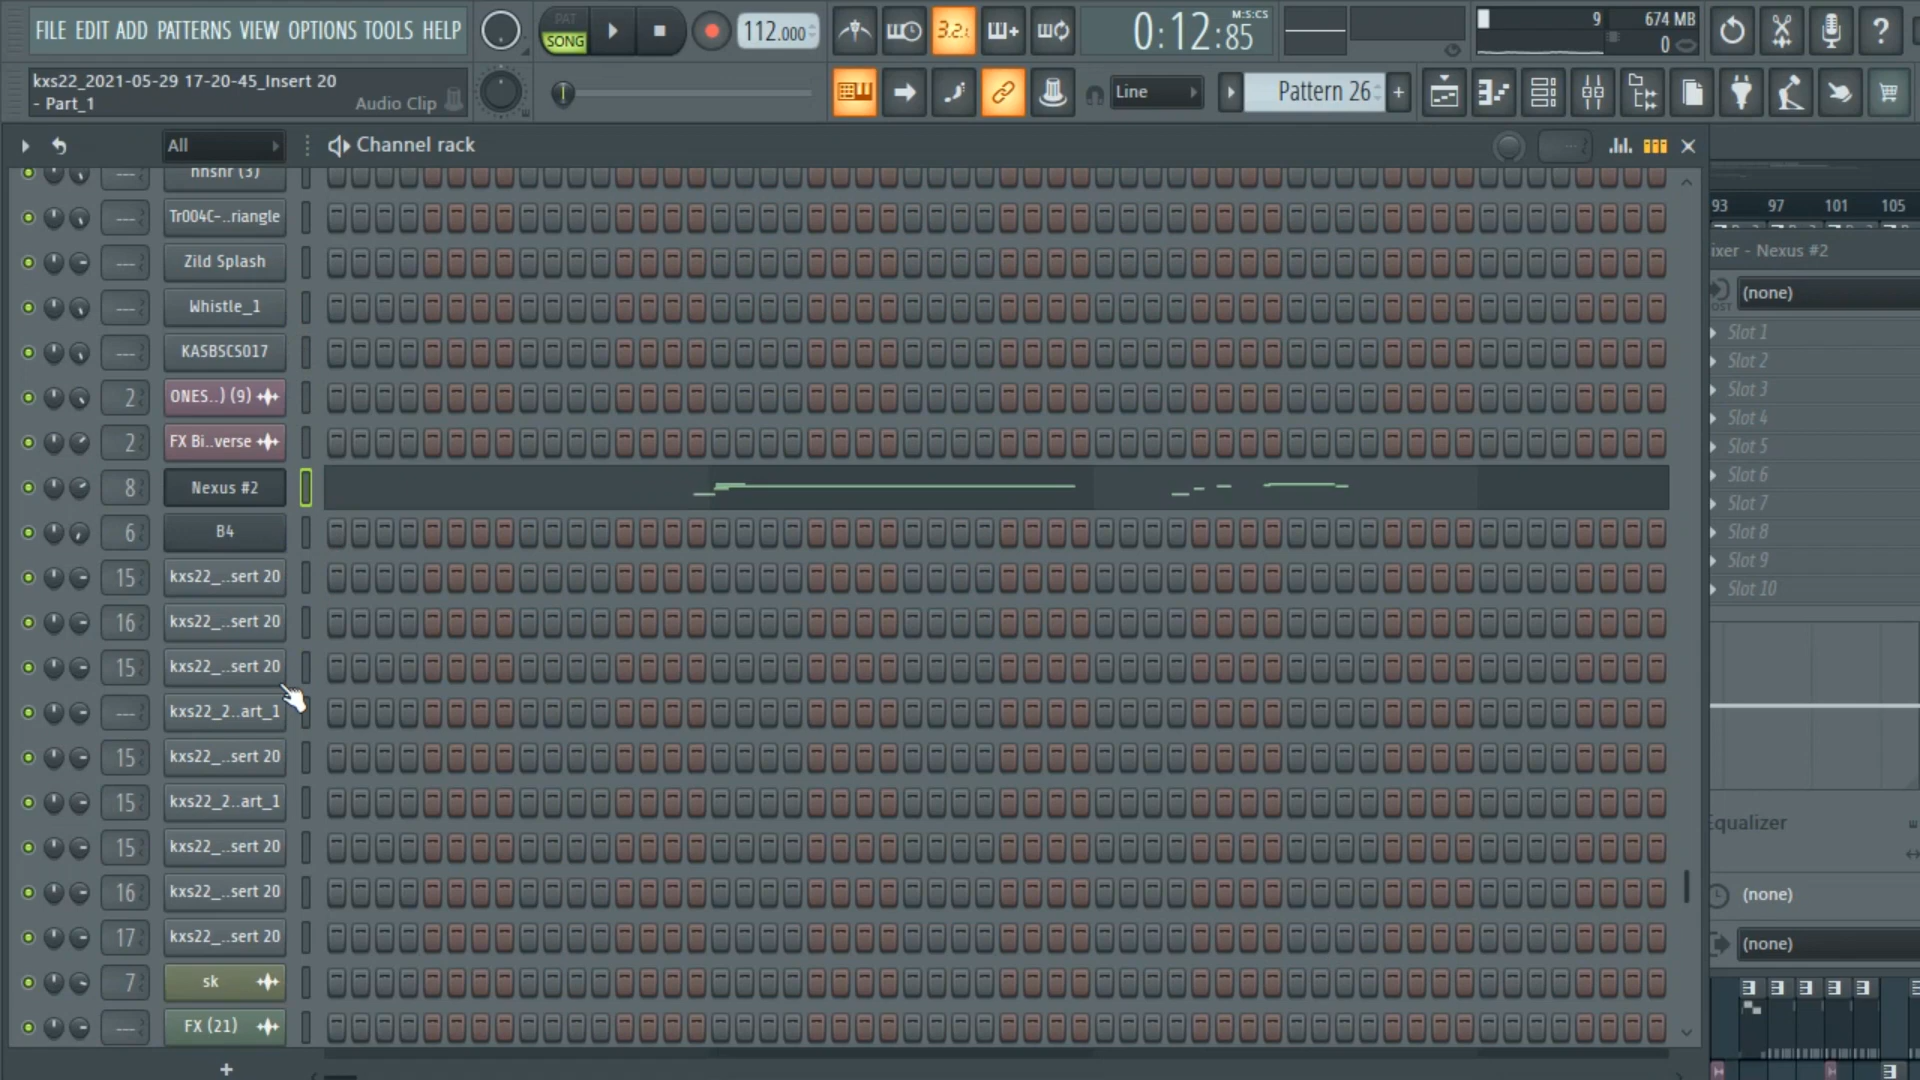 FILE EDIT ADD PATTERNS VIEW OPTIONS TOOLS HELP
PAT
SONG
112.000
3.2.
0:12:85
M:S:CS
9
674 MB
0
kxs22_2021-05-29 17-20-45_Insert 20
- Part_1
Audio Clip
Line
Pattern 26
All
Channel rack
hhsnr (3)
Tr004C-..riangle
Zild Splash
Whistle_1
KASBSCS017
2 ONES..) (9)
2 FX Bi..verse
8 Nexus #2
6 B4
15 kxs22_..sert 20
16 kxs22_..sert 20
15 kxs22_..sert 20
--- kxs22_2..art_1
15 kxs22_..sert 20
15 kxs22_2..art_1
15 kxs22_..sert 20
16 kxs22_..sert 20
17 kxs22_..sert 20
7 sk
--- FX (21)
93 97 101 105
ixer - Nexus #2
(none)
Slot 1
Slot 2
Slot 3
Slot 4
Slot 5
Slot 6
Slot 7
Slot 8
Slot 9
Slot 10
Equalizer
(none)
(none)